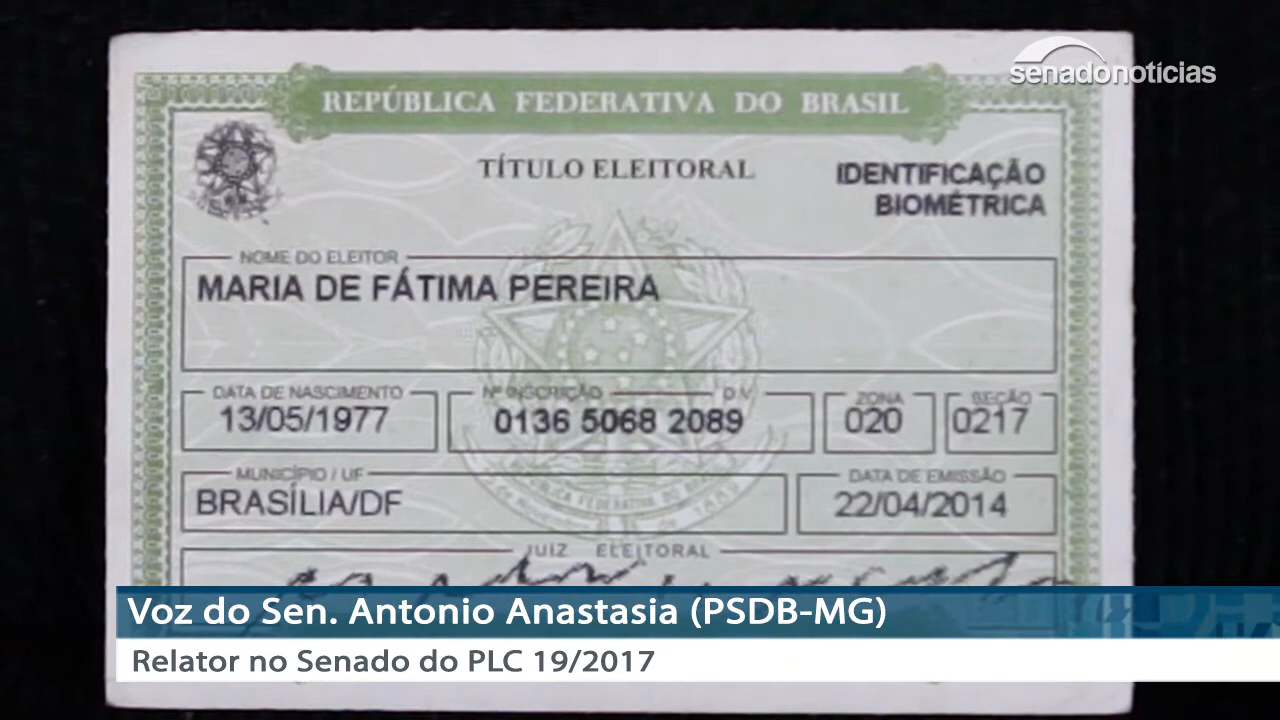 senadonotícias
REPÚBLICA FEDERATIVA DO BRASIL
TÍTULO ELEITORAL
IDENTIFICAÇÃO
BIOMÉTRICA
NOME DO ELEITOR
MARIA DE FÁTIMA PEREIRA
DATA DE NASCIMENTO Nº INSCRIÇÃO D.V. ZONA SEÇÃO
13/05/1977 0136 5068 2089 020 0217
MUNICÍPIO / UF DATA DE EMISSÃO
BRASÍLIA/DF 22/04/2014
JUIZ ELEITORAL
Voz do Sen. Antonio Anastasia (PSDB-MG)
Relator no Senado do PLC 19/2017